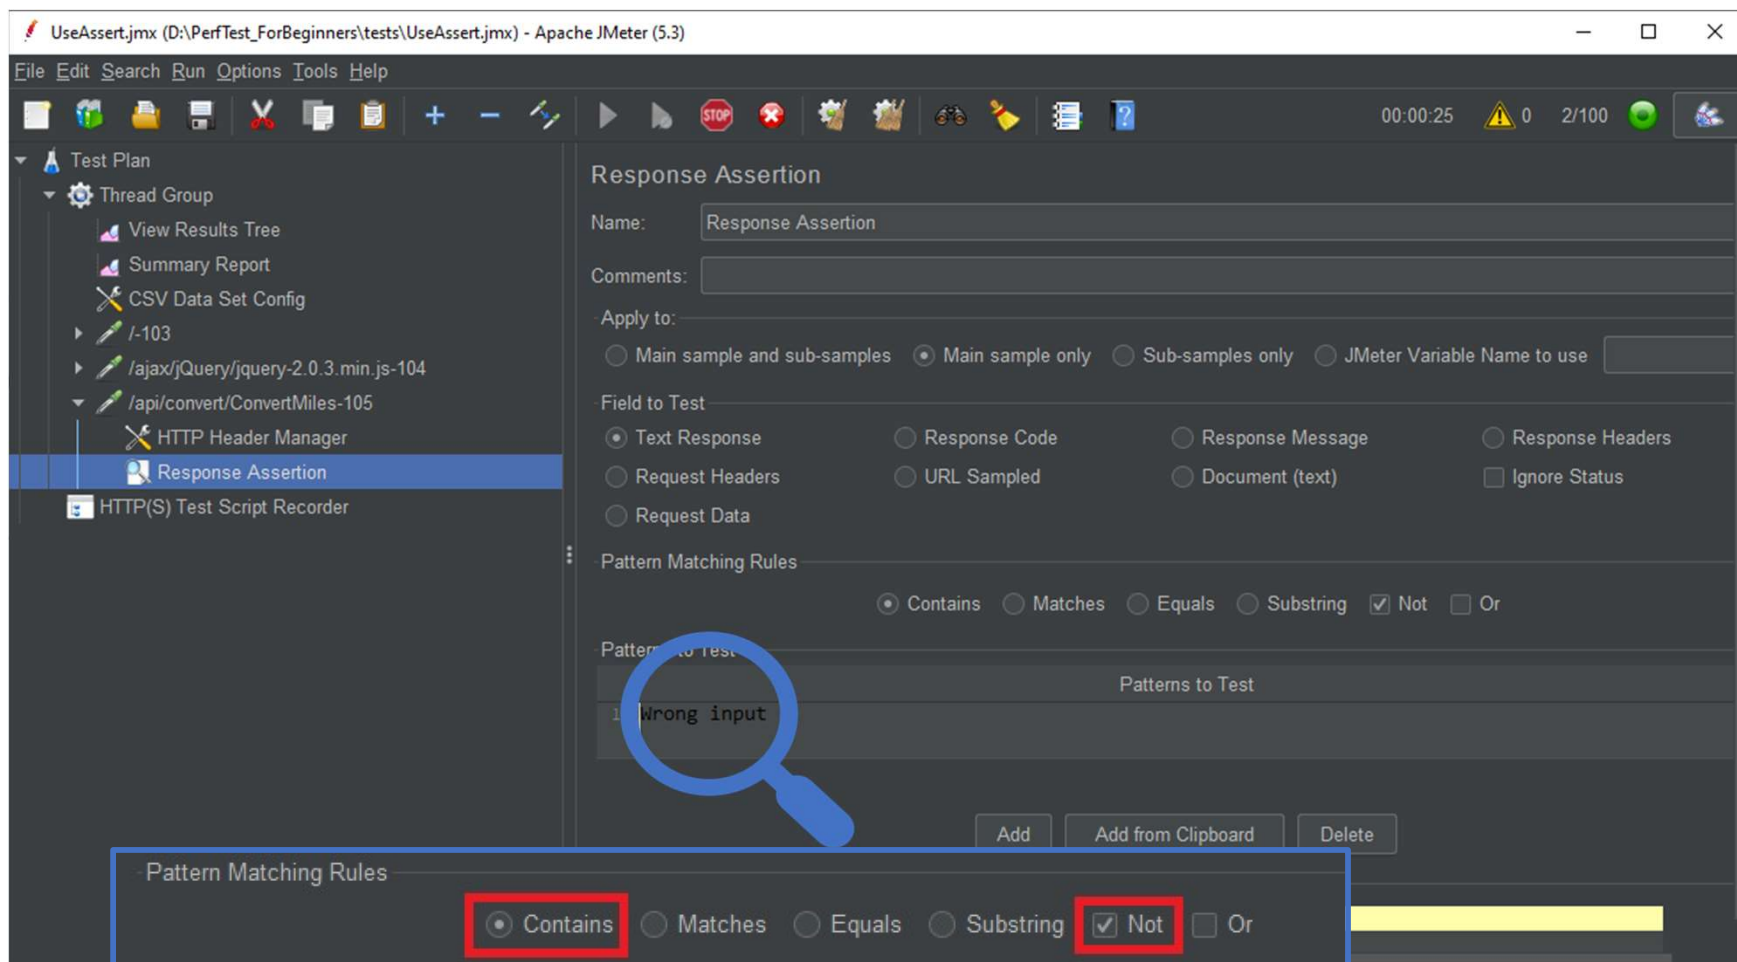 UseAssert.jmx (D:\PerfTest_ForBeginners\tests\UseAssert.jmx) - Apache JMeter (5.3)
File Edit Search Run Options Tools Help
STOP
00:00:25 0 2/100
Test Plan
Thread Group
View Results Tree
Summary Report
CSV Data Set Config
/-103
/ajax/jQuery/jquery-2.0.3.min.js-104
/api/convert/ConvertMiles-105
HTTP Header Manager
Response Assertion
HTTP(S) Test Script Recorder
Response Assertion
Name: Response Assertion
Comments:
Apply to:
Main sample and sub-samples Main sample only Sub-samples only JMeter Variable Name to use
Field to Test
Text Response Response Code Response Message Response Headers
Request Headers URL Sampled Document (text) Ignore Status
Request Data
Pattern Matching Rules
Contains Matches Equals Substring Not Or
Patterns to Test
Patterns to Test
1 Wrong input
Add Add from Clipboard Delete
Pattern Matching Rules
Contains Matches Equals Substring Not Or